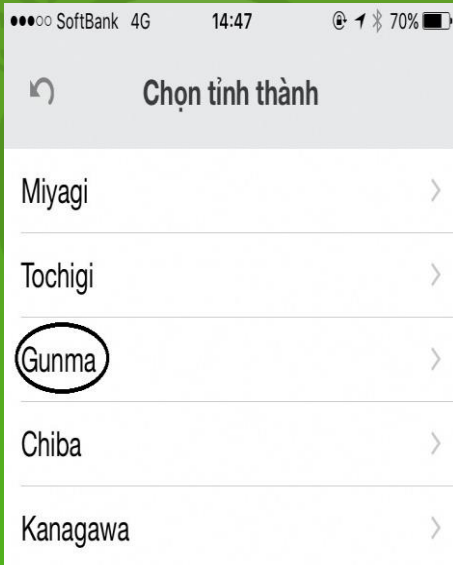 SoftBank 4G 14:47 70%
Chọn tỉnh thành
Miyagi
Tochigi
Gunma
Chiba
Kanagawa